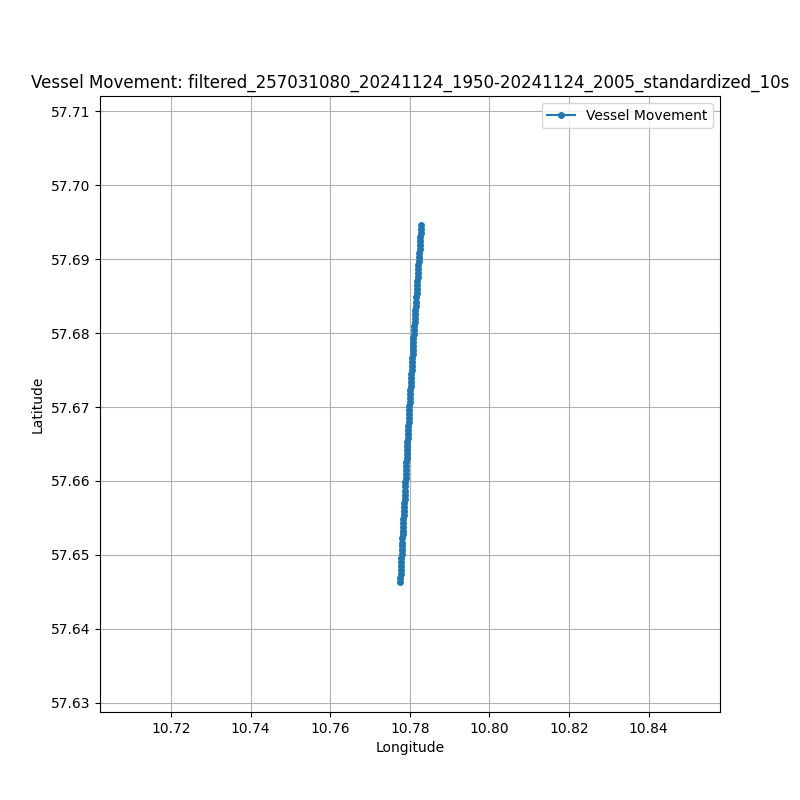 Vessel Movement: filtered_257031080_20241124_1950-20241124_2005_standardized_10s
Vessel Movement
57.71
57.70
57.69
57.68
57.67
57.66
57.65
57.64
57.63
Latitude
10.72 10.74 10.76 10.78 10.80 10.82 10.84
Longitude